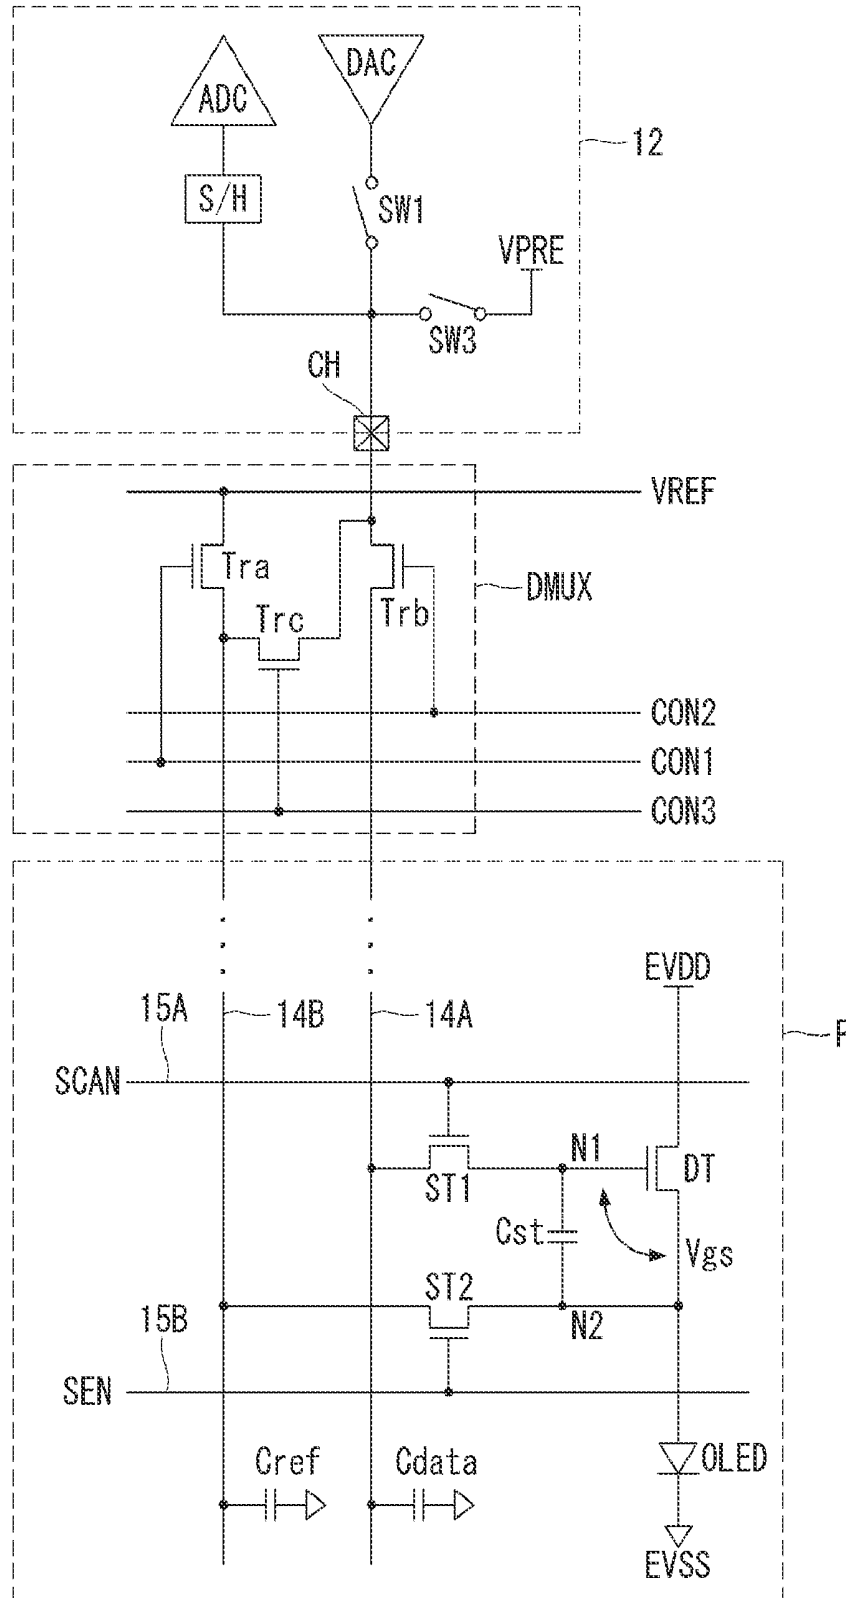 DAC
ADC
S/H
SW1
12
VPRE
SW3
CH
VREF
Tra
Trb
DMUX
Trc
CON2
CON1
CON3
EVDD
15A
14B
14A
SCAN
N1
DT
ST1
Cst
Vgs
ST2
15B
N2
SEN
Cref
Cdata
OLED
EVSS